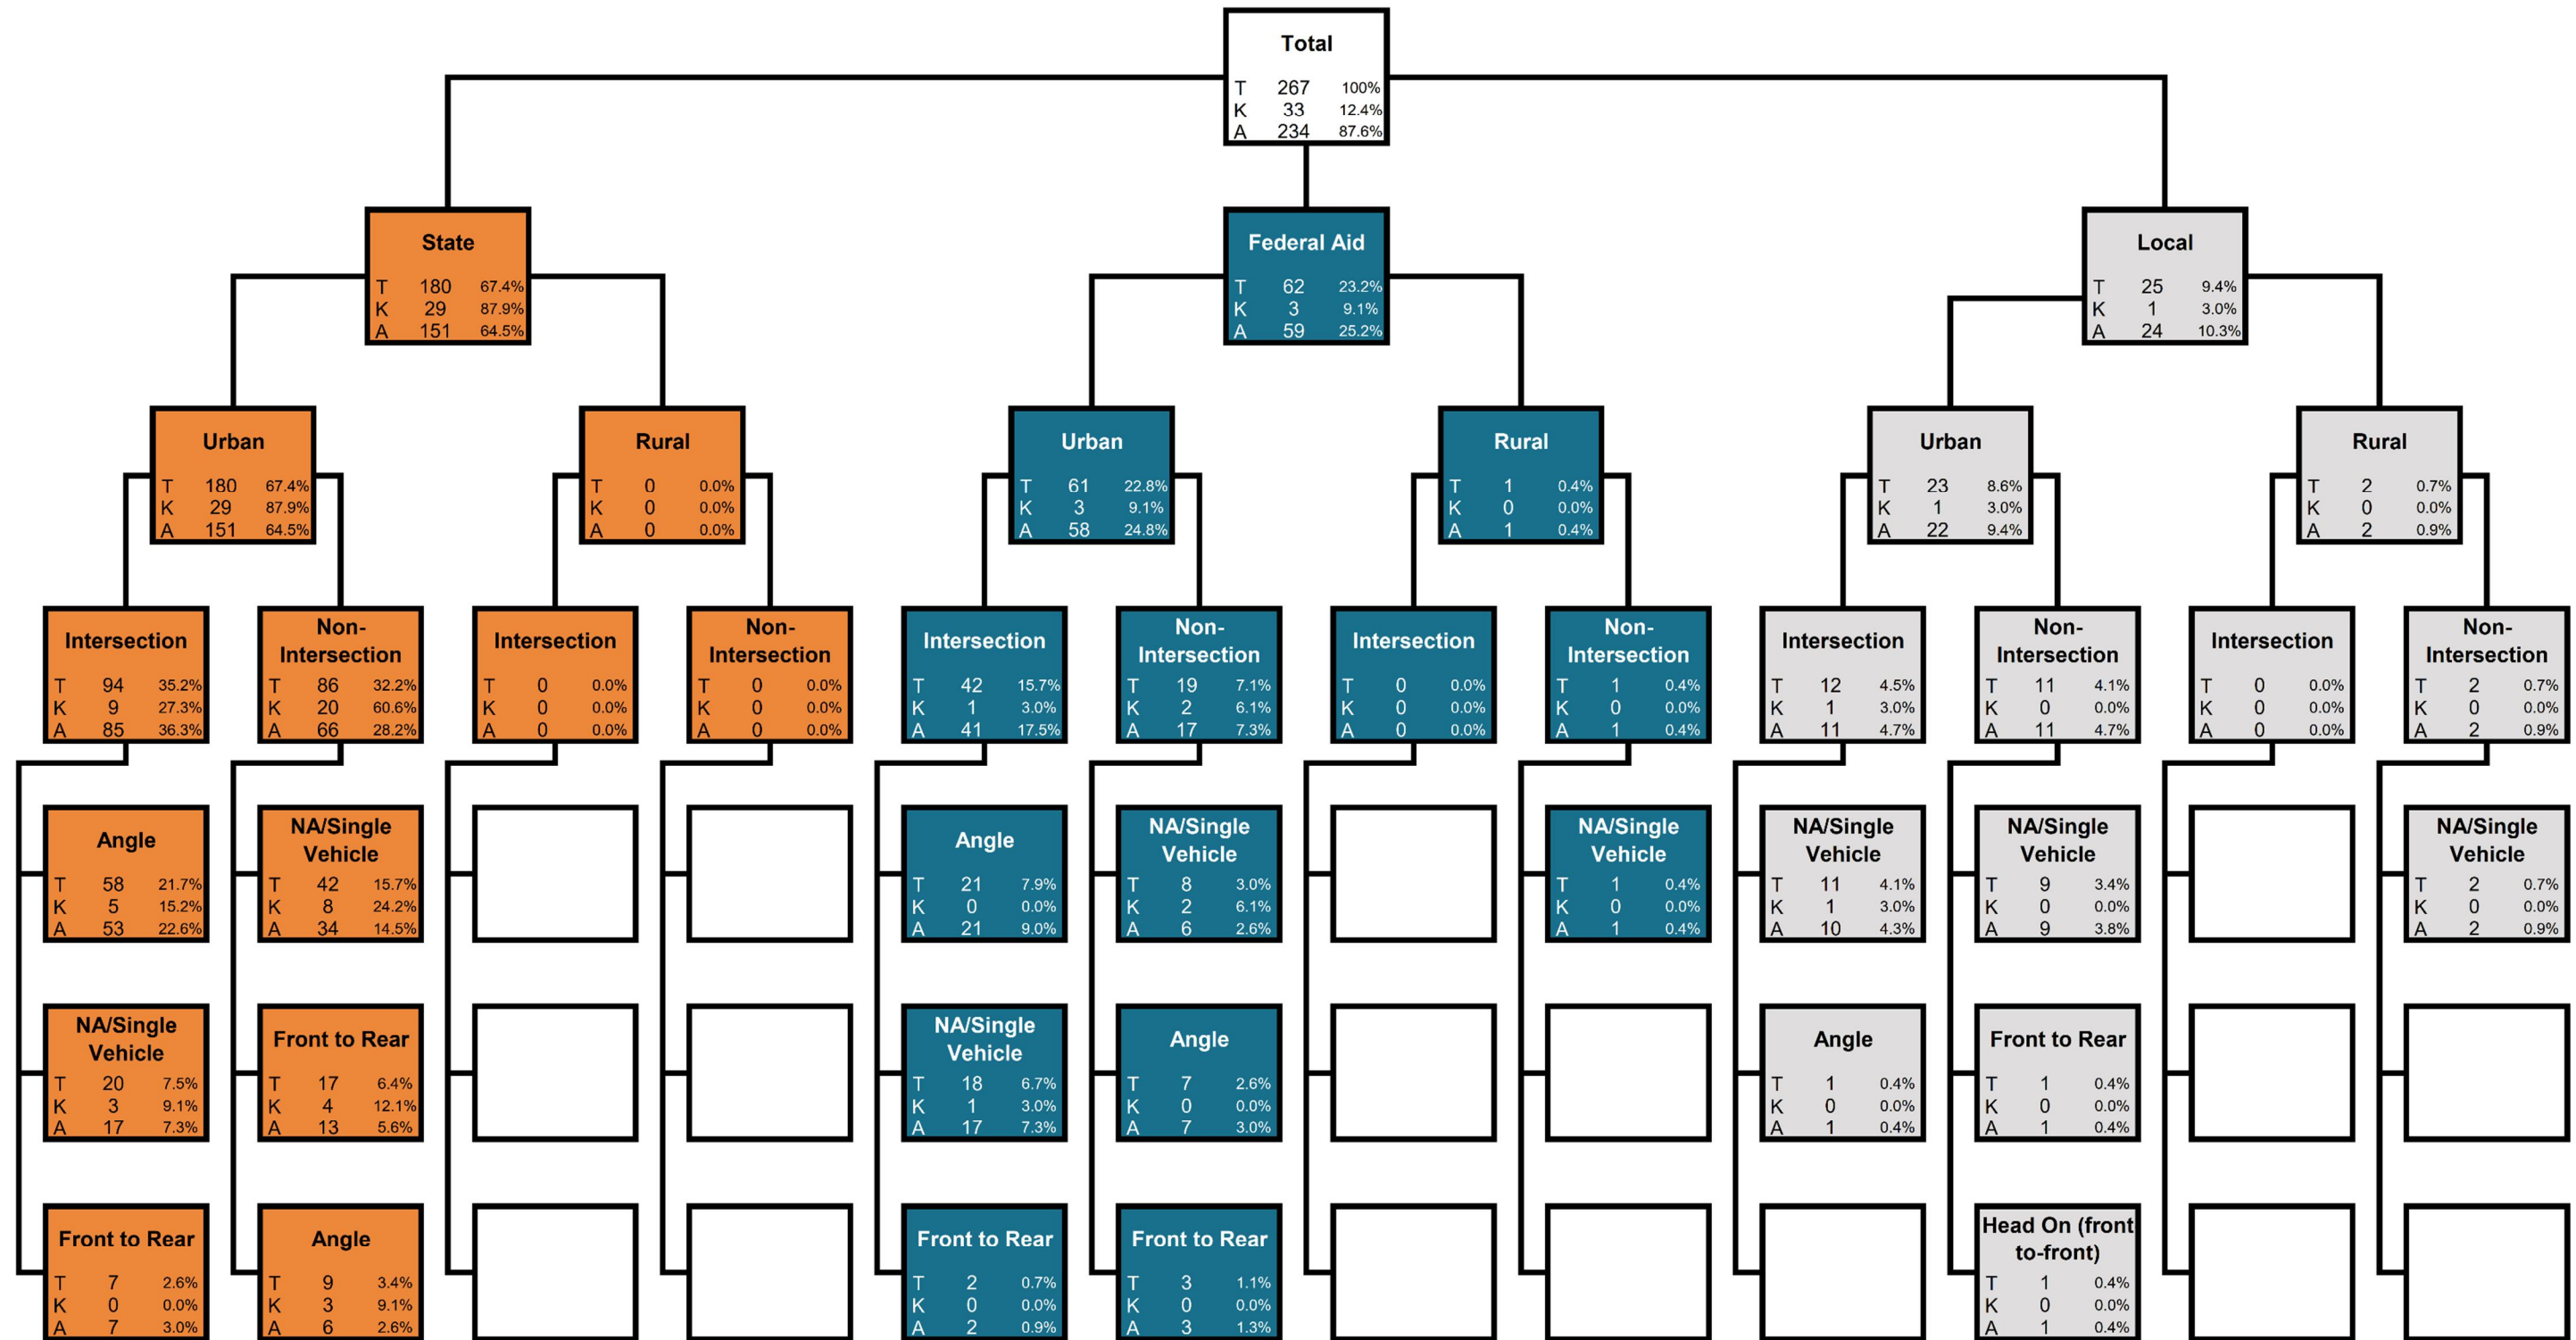 Total
T 267 100%
K 33 12.4%
A 234 87.6%
State
T 180 67.4%
K 29 87.9%
A 151 64.5%
Federal Aid
T 62 23.2%
K 3 9.1%
A 59 25.2%
Local
T 25 9.4%
K 1 3.0%
A 24 10.3%
Urban
T 180 67.4%
K 29 87.9%
A 151 64.5%
Rural
T 0 0.0%
K 0 0.0%
A 0 0.0%
Urban
T 61 22.8%
K 3 9.1%
A 58 24.8%
Rural
T 1 0.4%
K 0 0.0%
A 1 0.4%
Urban
T 23 8.6%
K 1 3.0%
A 22 9.4%
Rural
T 2 0.7%
K 0 0.0%
A 2 0.9%
Intersection
T 94 35.2%
K 9 27.3%
A 85 36.3%
Non-
Intersection
T 86 32.2%
K 20 60.6%
A 66 28.2%
Intersection
T 0 0.0%
K 0 0.0%
A 0 0.0%
Non-
Intersection
T 0 0.0%
K 0 0.0%
A 0 0.0%
Intersection
T 42 15.7%
K 1 3.0%
A 41 17.5%
Non-
Intersection
T 19 7.1%
K 2 6.1%
A 17 7.3%
Intersection
T 0 0.0%
K 0 0.0%
A 0 0.0%
Non-
Intersection
T 1 0.4%
K 0 0.0%
A 1 0.4%
Intersection
T 12 4.5%
K 1 3.0%
A 11 4.7%
Non-
Intersection
T 11 4.1%
K 0 0.0%
A 11 4.7%
Intersection
T 0 0.0%
K 0 0.0%
A 0 0.0%
Non-
Intersection
T 2 0.7%
K 0 0.0%
A 2 0.9%
Angle
T 58 21.7%
K 5 15.2%
A 53 22.6%
NA/Single
Vehicle
T 42 15.7%
K 8 24.2%
A 34 14.5%
Angle
T 21 7.9%
K 0 0.0%
A 21 9.0%
NA/Single
Vehicle
T 8 3.0%
K 2 6.1%
A 6 2.6%
NA/Single
Vehicle
T 1 0.4%
K 0 0.0%
A 1 0.4%
NA/Single
Vehicle
T 11 4.1%
K 1 3.0%
A 10 4.3%
NA/Single
Vehicle
T 9 3.4%
K 0 0.0%
A 9 3.8%
NA/Single
Vehicle
T 2 0.7%
K 0 0.0%
A 2 0.9%
NA/Single
Vehicle
T 20 7.5%
K 3 9.1%
A 17 7.3%
Front to Rear
T 17 6.4%
K 4 12.1%
A 13 5.6%
NA/Single
Vehicle
T 18 6.7%
K 1 3.0%
A 17 7.3%
Angle
T 7 2.6%
K 0 0.0%
A 7 3.0%
Angle
T 1 0.4%
K 0 0.0%
A 1 0.4%
Front to Rear
T 1 0.4%
K 0 0.0%
A 1 0.4%
Front to Rear
T 7 2.6%
K 0 0.0%
A 7 3.0%
Angle
T 9 3.4%
K 3 9.1%
A 6 2.6%
Front to Rear
T 2 0.7%
K 0 0.0%
A 2 0.9%
Front to Rear
T 3 1.1%
K 0 0.0%
A 3 1.3%
Head On (front
to-front)
T 1 0.4%
K 0 0.0%
A 1 0.4%